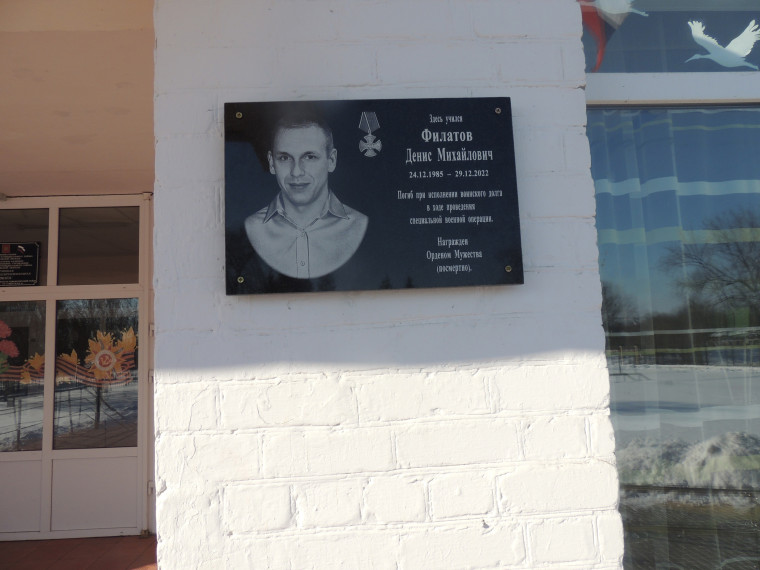 Здесь учился
Филатов
Денис Михайлович
24.12.1985 – 29.12.2022
Погиб при исполнении воинского долга
в ходе проведения
специальной военной операции.
Награжден
Орденом Мужества
(посмертно).